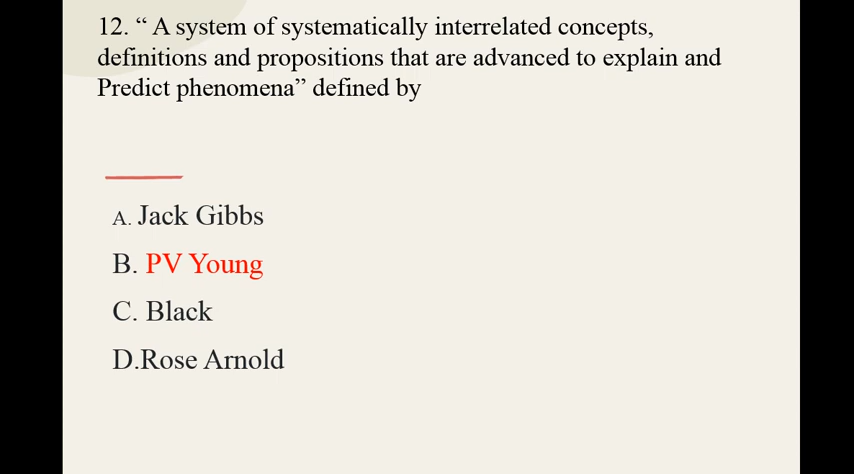 12. “ A system of systematically interrelated concepts,
definitions and propositions that are advanced to explain and
Predict phenomena” defined by
A. Jack Gibbs
B. PV Young
C. Black
D.Rose Arnold